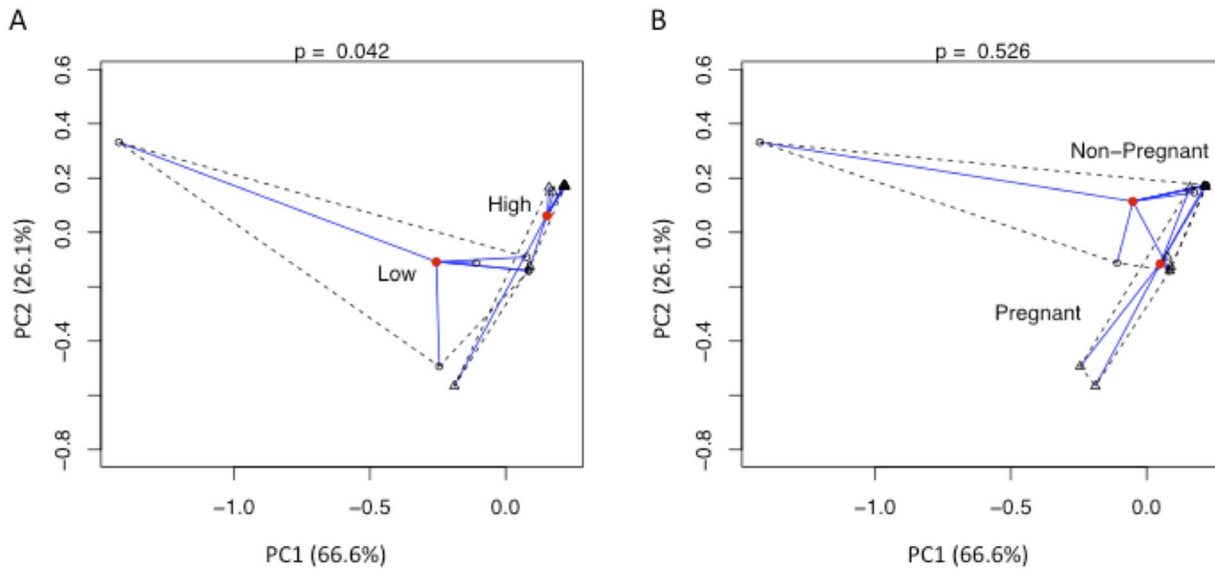 A
p = 0.042
PC2 (26.1%)
0.6
0.4
0.2
0.0
−0.4
−0.8
High
Low
−1.0
−0.5
0.0
PC1 (66.6%)
B
p = 0.526
PC2 (26.1%)
0.6
0.4
0.2
0.0
−0.4
−0.8
Non−Pregnant
Pregnant
−1.0
−0.5
0.0
PC1 (66.6%)